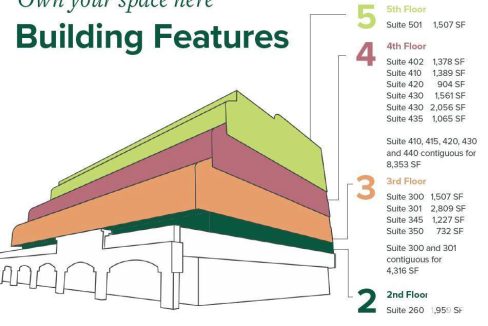 Own your space here
Building Features
5
5th Floor
Suite 501 1,507 SF
4
4th Floor
Suite 402 1,378 SF
Suite 410 1,389 SF
Suite 420 904 SF
Suite 430 1,561 SF
Suite 430 2,056 SF
Suite 435 1,065 SF
Suite 410, 415, 420, 430
and 440 contiguous for
8,353 SF
3
3rd Floor
Suite 300 1,507 SF
Suite 301 2,809 SF
Suite 345 1,227 SF
Suite 350 732 SF
Suite 300 and 301
contiguous for
4,316 SF
2
2nd Floor
Suite 260 1,959 SF